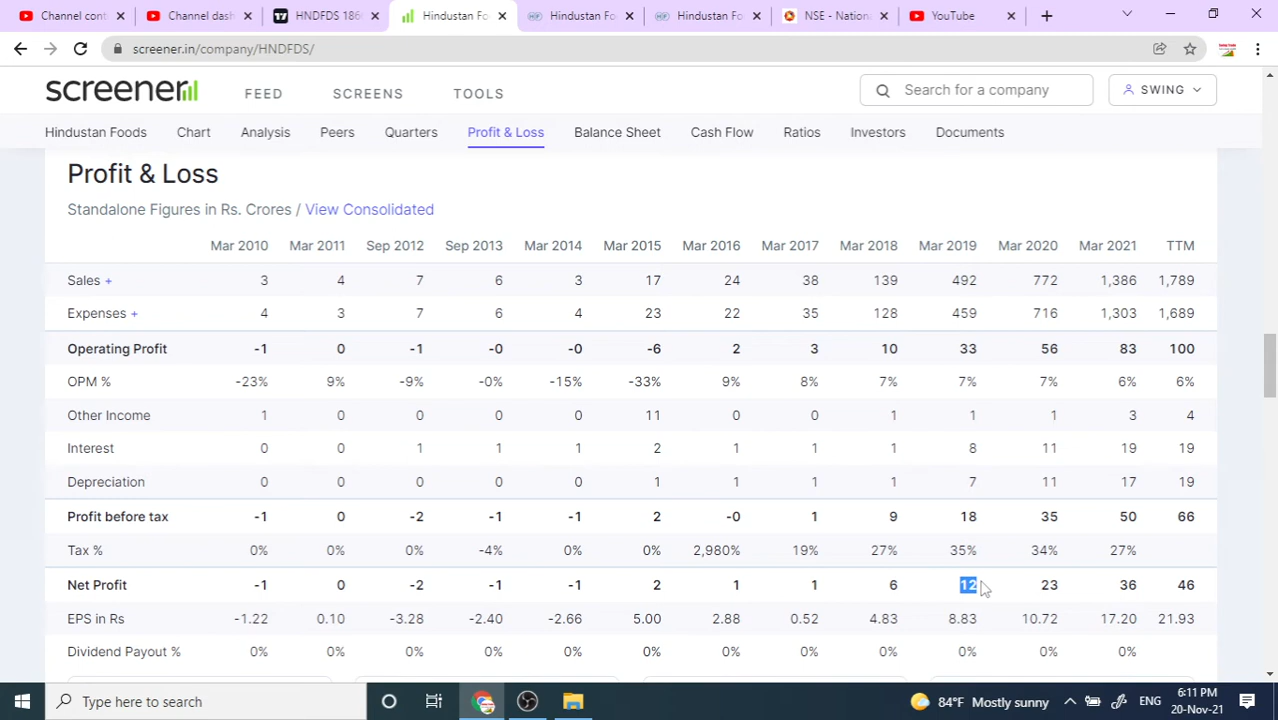 Channel cont
Channel dash
HNDFDS 186
Hindustan Fo
Hindustan Fo
Hindustan Fo
NSE - Nation
YouTube
screener.in/company/HNDFDS/
screener
FEED
SCREENS
TOOLS
Search for a company
SWING
Hindustan Foods
Chart
Analysis
Peers
Quarters
Profit & Loss
Balance Sheet
Cash Flow
Ratios
Investors
Documents
Profit & Loss
Standalone Figures in Rs. Crores / View Consolidated
Mar 2010 Mar 2011 Sep 2012 Sep 2013 Mar 2014 Mar 2015 Mar 2016 Mar 2017 Mar 2018 Mar 2019 Mar 2020 Mar 2021 TTM
Sales + 3 4 7 6 3 17 24 38 139 492 772 1,386 1,789
Expenses + 4 3 7 6 4 23 22 35 128 459 716 1,303 1,689
Operating Profit -1 0 -1 -0 -0 -6 2 3 10 33 56 83 100
OPM % -23% 9% -9% -0% -15% -33% 9% 8% 7% 7% 7% 6% 6%
Other Income 1 0 0 0 0 11 0 0 1 1 1 3 4
Interest 0 0 1 1 1 2 1 1 1 8 11 19 19
Depreciation 0 0 0 0 0 1 1 1 1 7 11 17 19
Profit before tax -1 0 -2 -1 -1 2 -0 1 9 18 35 50 66
Tax % 0% 0% 0% -4% 0% 0% 2,980% 19% 27% 35% 34% 27%
Net Profit -1 0 -2 -1 -1 2 1 1 6 12 23 36 46
EPS in Rs -1.22 0.10 -3.28 -2.40 -2.66 5.00 2.88 0.52 4.83 8.83 10.72 17.20 21.93
Dividend Payout % 0% 0% 0% 0% 0% 0% 0% 0% 0% 0% 0% 0%
Type here to search
84°F Mostly sunny
ENG
6:11 PM
20-Nov-21